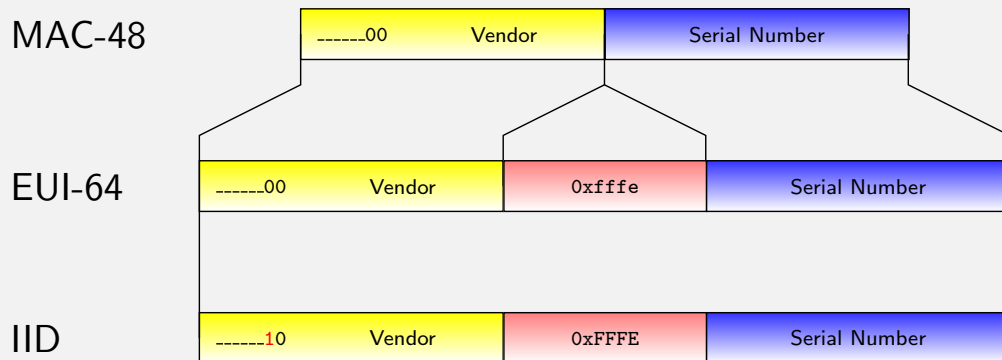 MAC-48 ______00 Vendor Serial Number
EUI-64 ______00 Vendor 0xfffe Serial Number
IID ______10 Vendor 0xFFFE Serial Number